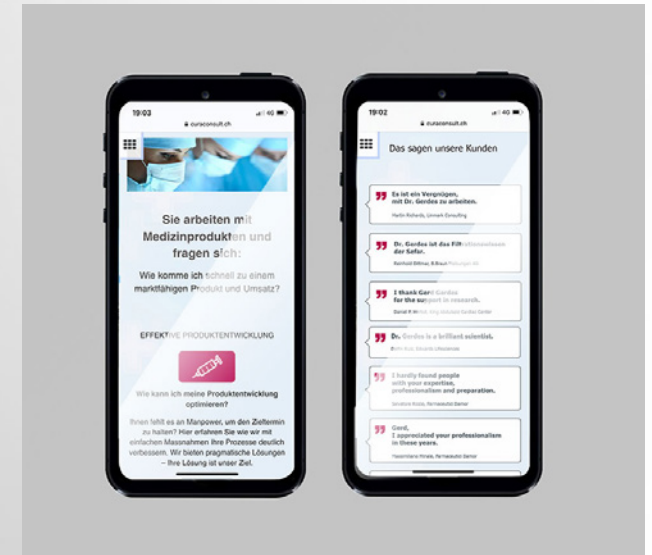 19:03
4G
curaconsult.ch
Sie arbeiten mit
Medizinprodukten und
fragen sich:
Wie komme ich schnell zu einem
marktfähigen Produkt und Umsatz?
EFFEKTIVE PRODUKTENTWICKLUNG
Wie kann ich meine Produktentwicklung
optimieren?
Ihnen fehlt es an Manpower, um den Zieltermin
zu halten? Hier erfahren Sie wie wir mit
einfachen Massnahmen Ihre Prozesse deutlich
verbessern. Wir bieten pragmatische Lösungen
– Ihre Lösung ist unser Ziel.
19:02
4G
curaconsult.ch
Das sagen unsere Kunden
Es ist ein Vergnügen,
mit Dr. Gerdes zu arbeiten.
Consulting
Dr. Gerdes ist das
der Safur.
I thank Gerd Gerdes
for the support in research.
Dr. Gerdes is a brilliant scientist.
I hardly found people
with your expertise,
professionalism and preparation.
Gerd,
I appreciated your professionalism
in these years.